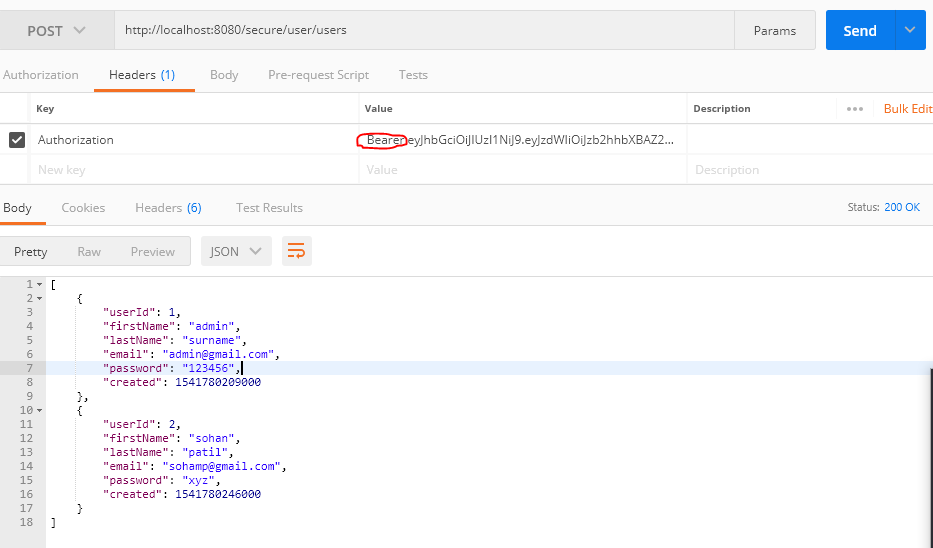 POST http://localhost:8080/secure/user/users Params Send
Authorization Headers (1) Body Pre-request Script Tests
Key Value Description ••• Bulk Edit
Authorization Bearer eyJhbGciOiJIUzI1NiJ9.eyJzdWIiOiJzb2hhbXBAZ2...
New key Value Description
Body Cookies Headers (6) Test Results Status: 200 OK
Pretty Raw Preview JSON
1 [
2 {
3 "userId": 1,
4 "firstName": "admin",
5 "lastName": "surname",
6 "email": "admin@gmail.com",
7 "password": "123456",
8 "created": 1541780209000
9 },
10 {
11 "userId": 2,
12 "firstName": "sohan",
13 "lastName": "patil",
14 "email": "sohamp@gmail.com",
15 "password": "xyz",
16 "created": 1541780246000
17 }
18 ]